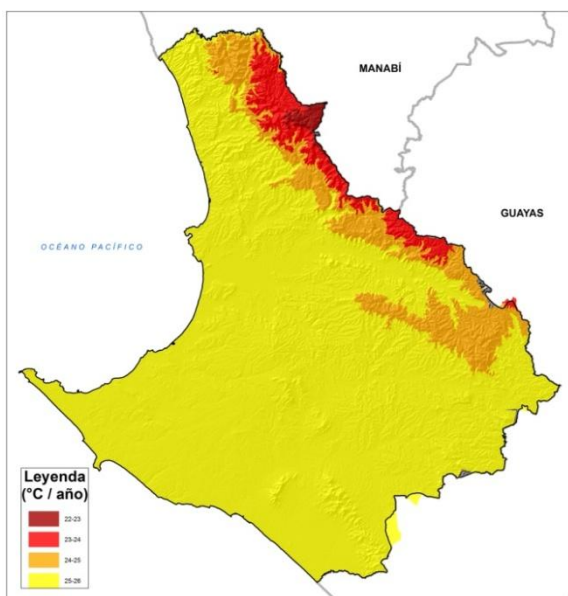 MANABÍ
GUAYAS
OCÉANO PACÍFICO
Leyenda
(°C / año)
22-23
23-24
24-25
25-26